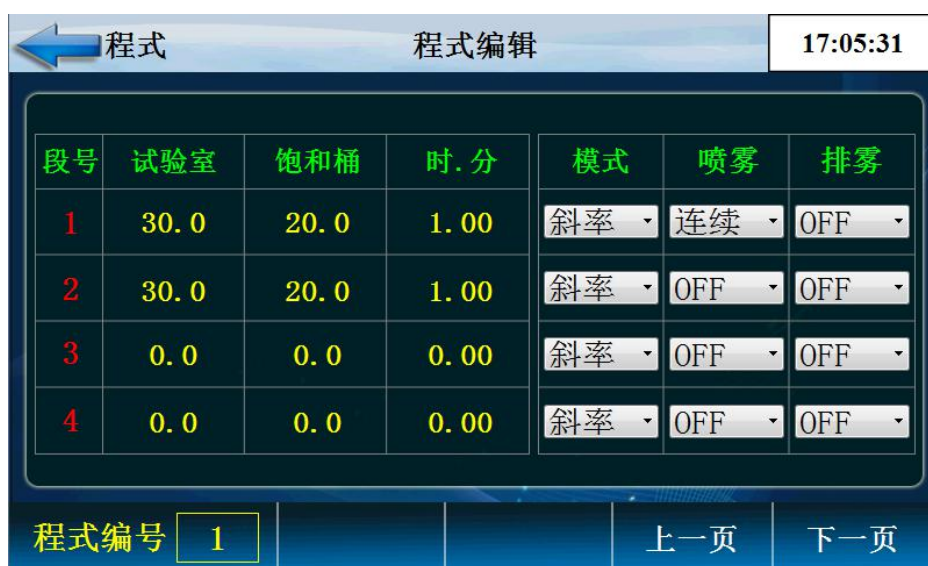 程式 程式编辑 17:05:31
段号 试验室 饱和桶 时.分 模式 喷雾 排雾
1 30.0 20.0 1.00 斜率 连续 OFF
2 30.0 20.0 1.00 斜率 OFF OFF
3 0.0 0.0 0.00 斜率 OFF OFF
4 0.0 0.0 0.00 斜率 OFF OFF
程式编号 1 上一页 下一页